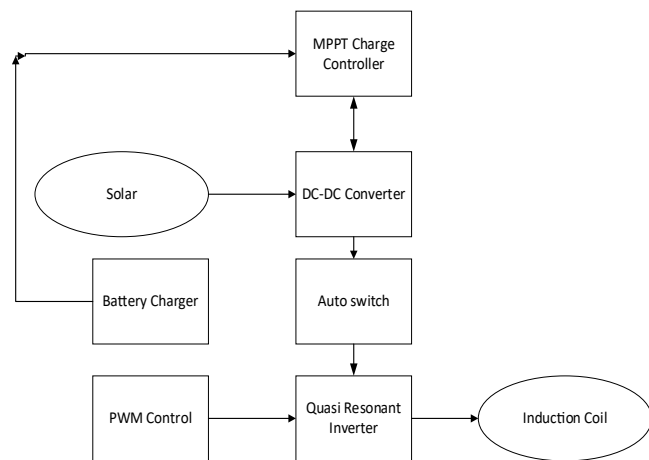 MPPT Charge
Controller
Solar
DC-DC Converter
Battery Charger
Auto switch
PWM Control
Quasi Resonant
Inverter
Induction Coil